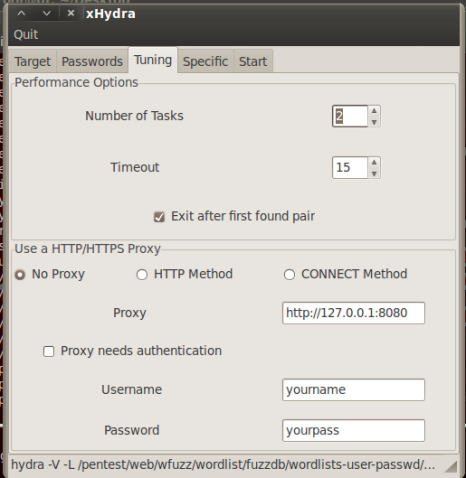 xHydra
Quit
Target Passwords Tuning Specific Start
Performance Options
Number of Tasks 2
Timeout 15
Exit after first found pair
Use a HTTP/HTTPS Proxy
No Proxy HTTP Method CONNECT Method
Proxy http://127.0.0.1:8080
Proxy needs authentication
Username yourname
Password yourpass
hydra -V -L /pentest/web/wfuzz/wordlist/fuzzdb/wordlists-user-passwd/...